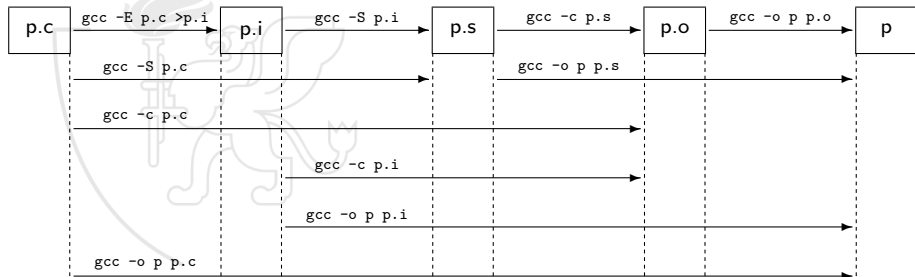 p.c gcc -E p.c >p.i p.i gcc -S p.i p.s gcc -c p.s p.o gcc -o p p.o p
gcc -S p.c gcc -o p p.s
gcc -c p.c
gcc -c p.i
gcc -o p p.i
gcc -o p p.c